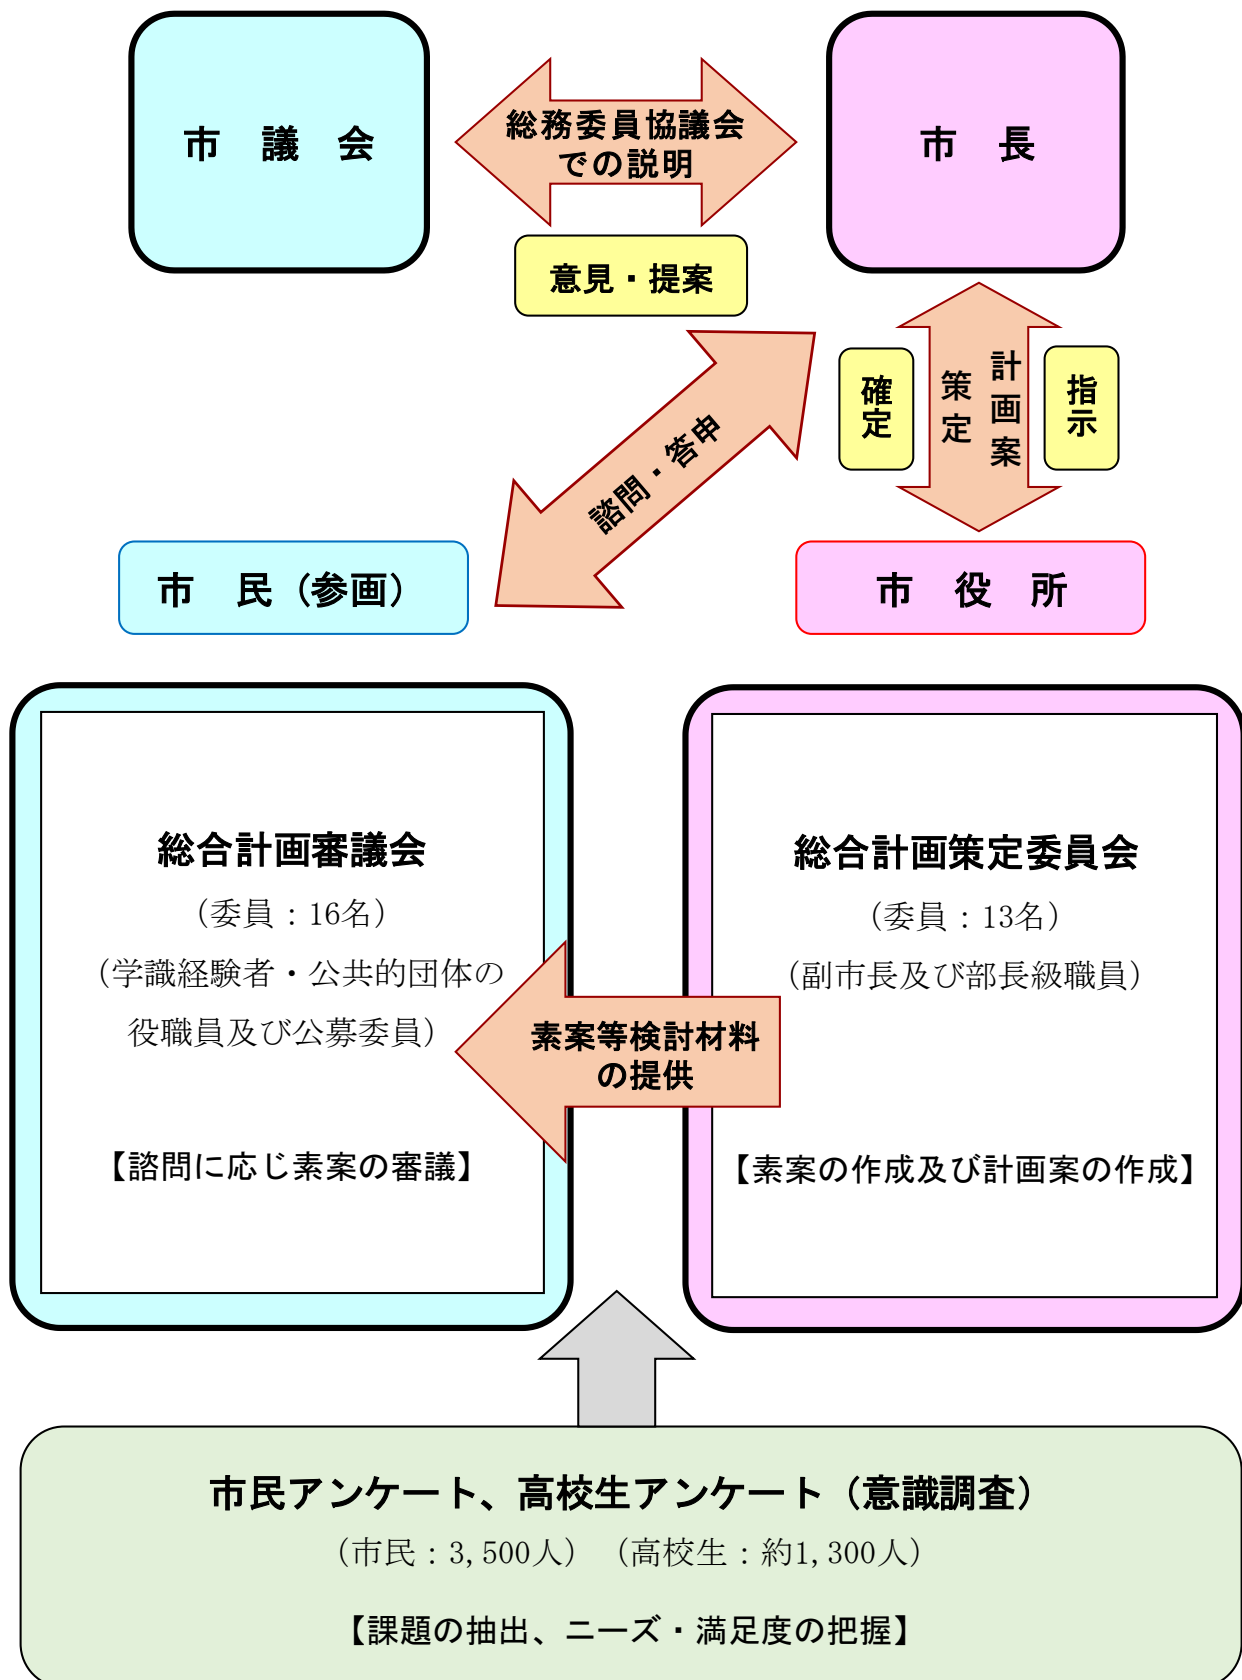 市　議　会
総務委員協議会
での説明
市　長
意見・提案
諮問・答申
確定
計画案
策定
指示
市　民（参画）
市　役　所
総合計画審議会
（委員：16名）
（学識経験者・公共的団体の
役職員及び公募委員）
【諮問に応じ素案の審議】
素案等検討材料
の提供
総合計画策定委員会
（委員：13名）
（副市長及び部長級職員）
【素案の作成及び計画案の作成】
市民アンケート、高校生アンケート（意識調査）
（市民：3,500人）（高校生：約1,300人）
【課題の抽出、ニーズ・満足度の把握】